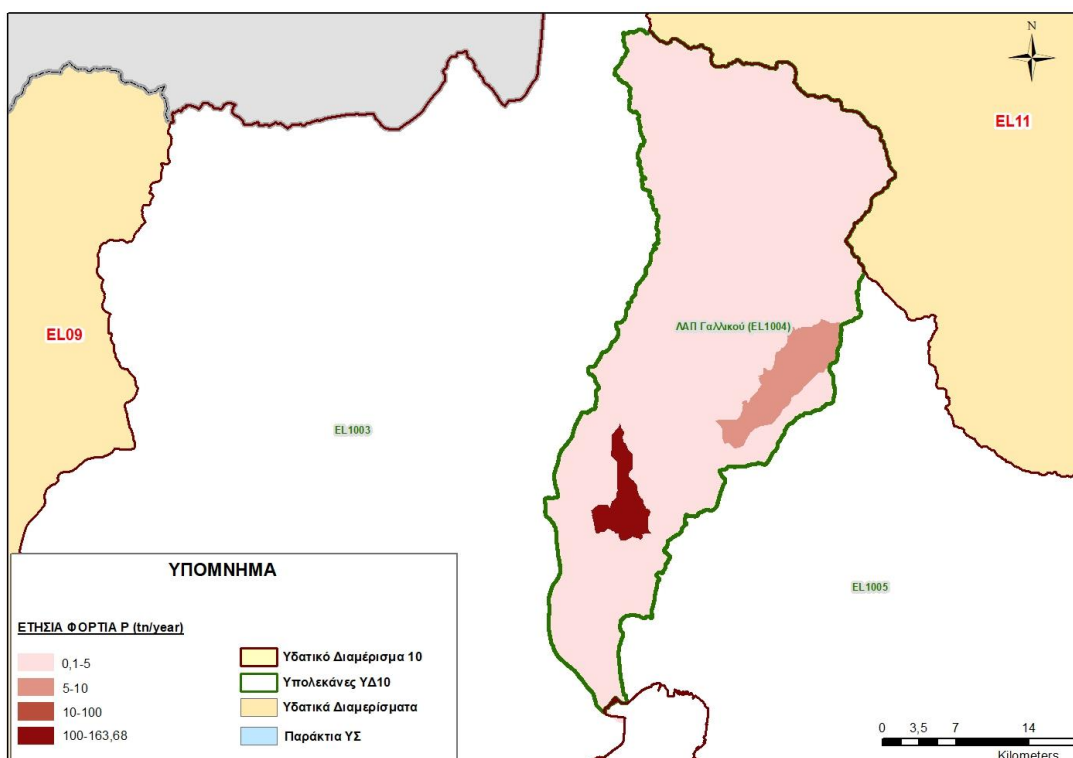 N
EL11
EL09
ΛΑΠ Γαλλικού (EL1004)
EL1003
EL1005
ΥΠΟΜΝΗΜΑ
ΕΤΗΣΙΑ ΦΟΡΤΙΑ P (tn/year)
0,1-5
5-10
10-100
100-163,68
Υδατικό Διαμέρισμα 10
Υπολεκάνες ΥΔ10
Υδατικά Διαμερίσματα
Παράκτια ΥΣ
0 3,5 7 14
Kilometers